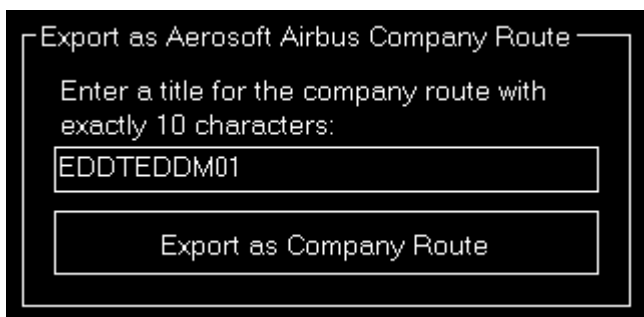 Export as Aerosoft Airbus Company Route
Enter a title for the company route with
exactly 10 characters:
EDDTEDDM01
Export as Company Route